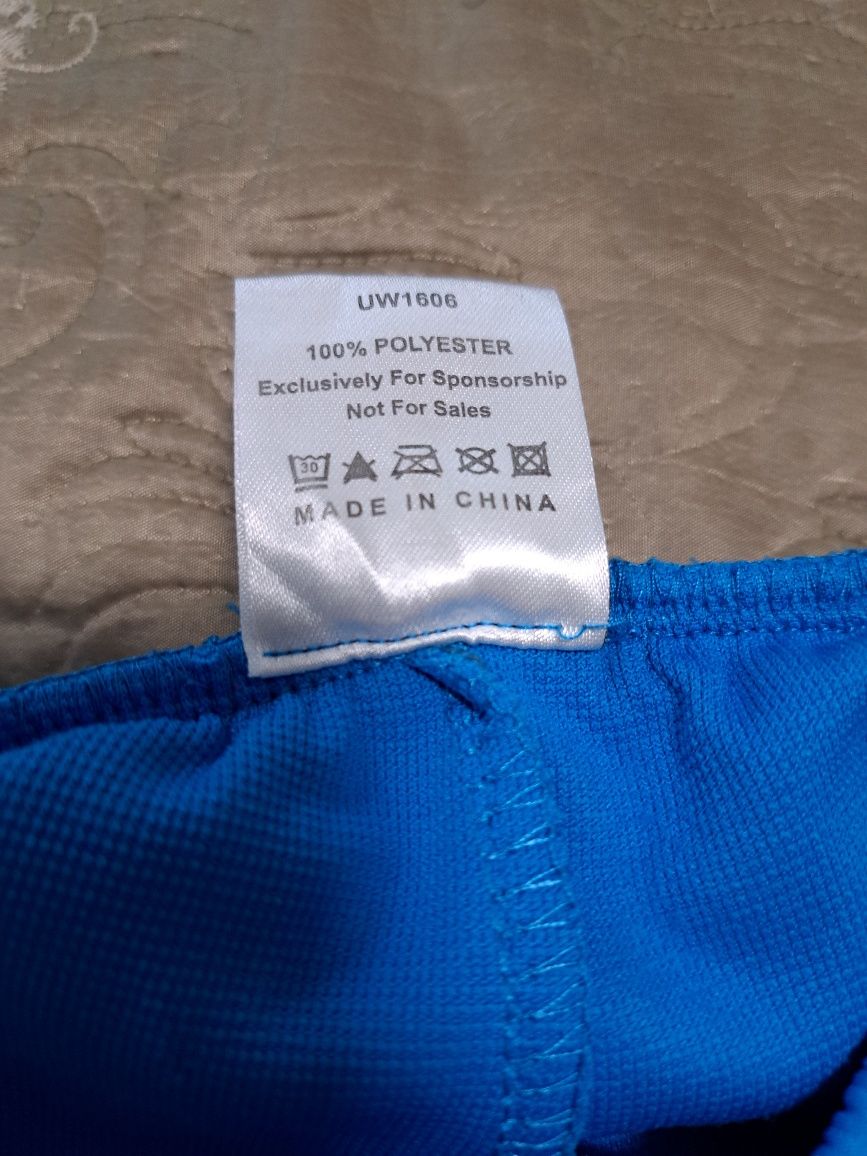 UW1606
100% POLYESTER
Exclusively For Sponsorship
Not For Sales
30
MADE IN CHINA